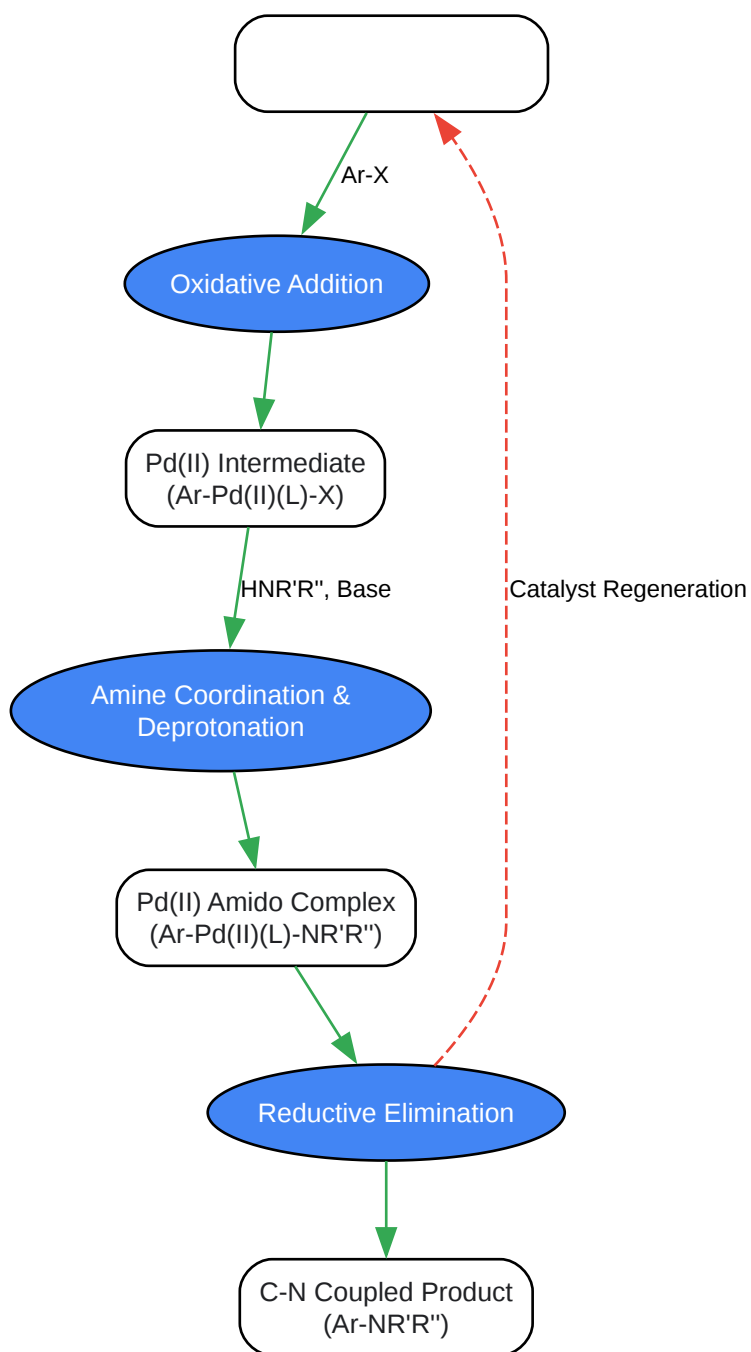 Ar-X
Oxidative Addition
Pd(II) Intermediate
(Ar-Pd(II)(L)-X)
HNR'R'', Base
Catalyst Regeneration
Amine Coordination &
Deprotonation
Pd(II) Amido Complex
(Ar-Pd(II)(L)-NR'R'')
Reductive Elimination
C-N Coupled Product
(Ar-NR'R'')